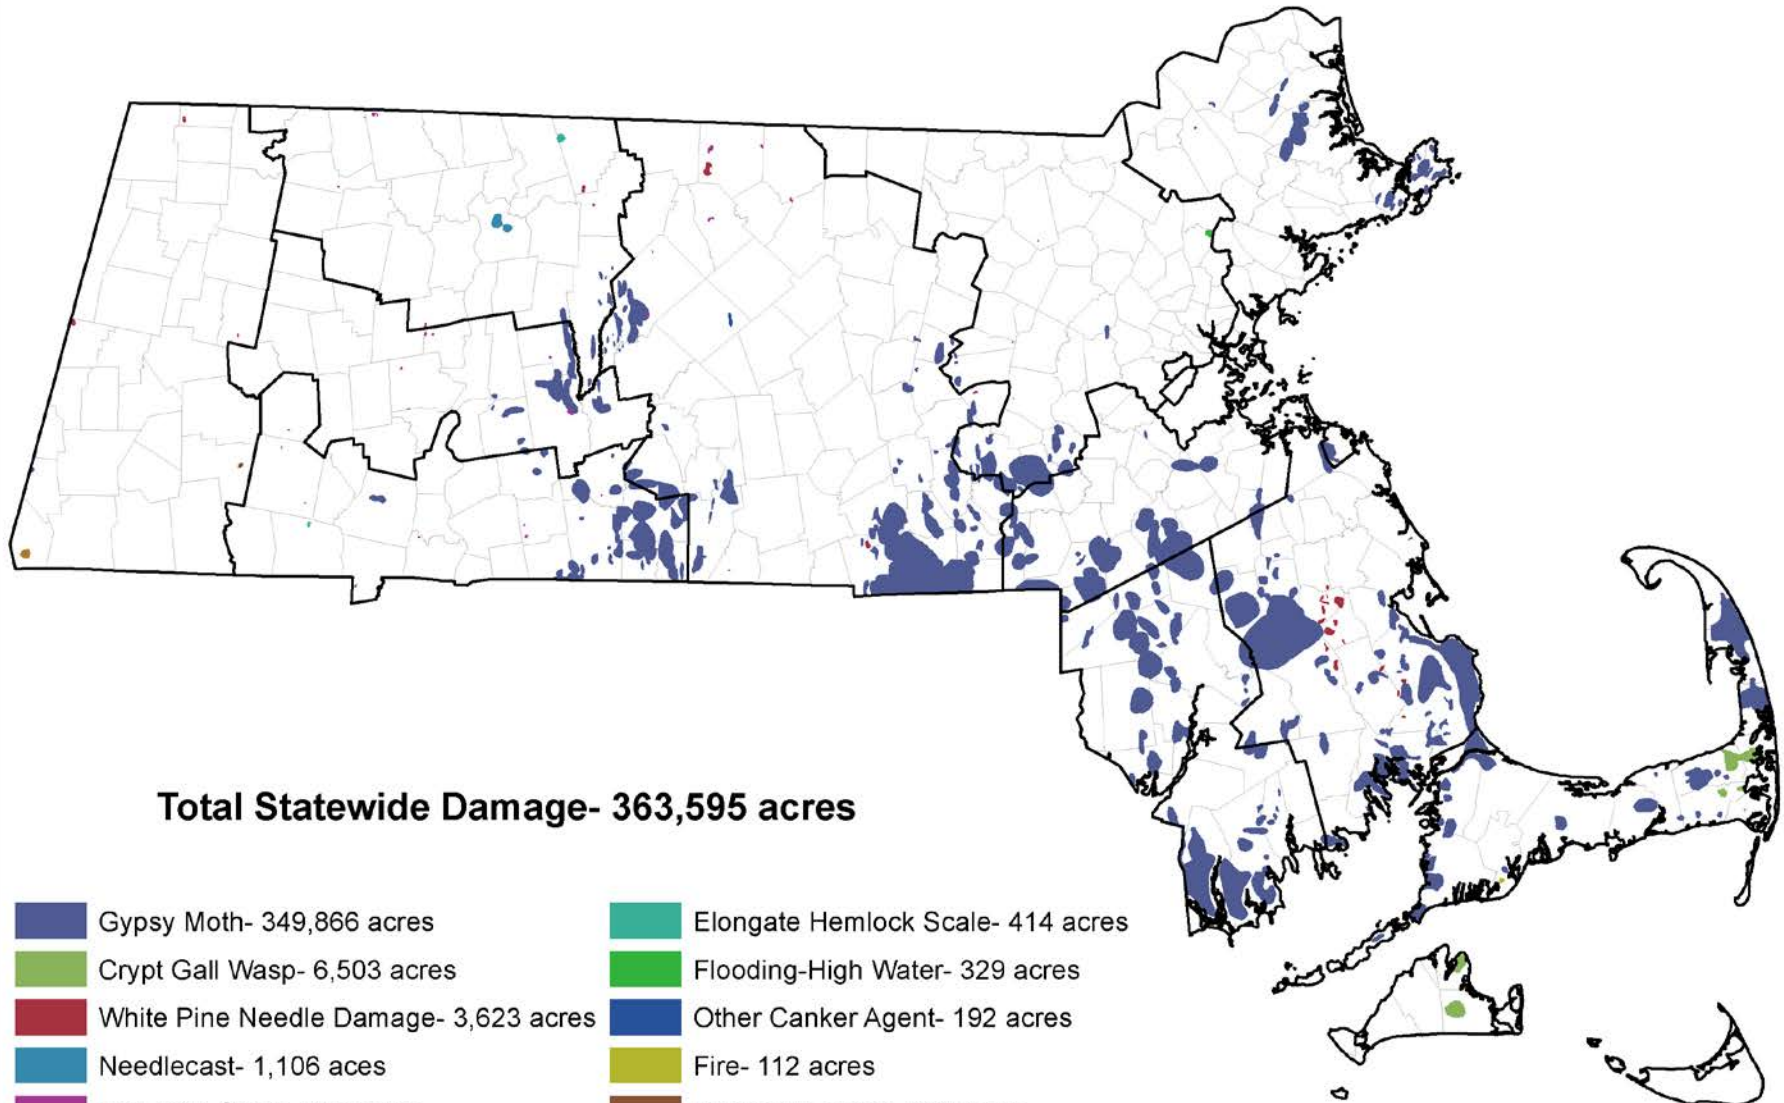 Total Statewide Damage- 363,595 acres
Gypsy Moth- 349,866 acres
Crypt Gall Wasp- 6,503 acres
White Pine Needle Damage- 3,623 acres
Needlecast- 1,106 aces
Elongate Hemlock Scale- 414 acres
Flooding-High Water- 329 acres
Other Canker Agent- 192 acres
Fire- 112 acres